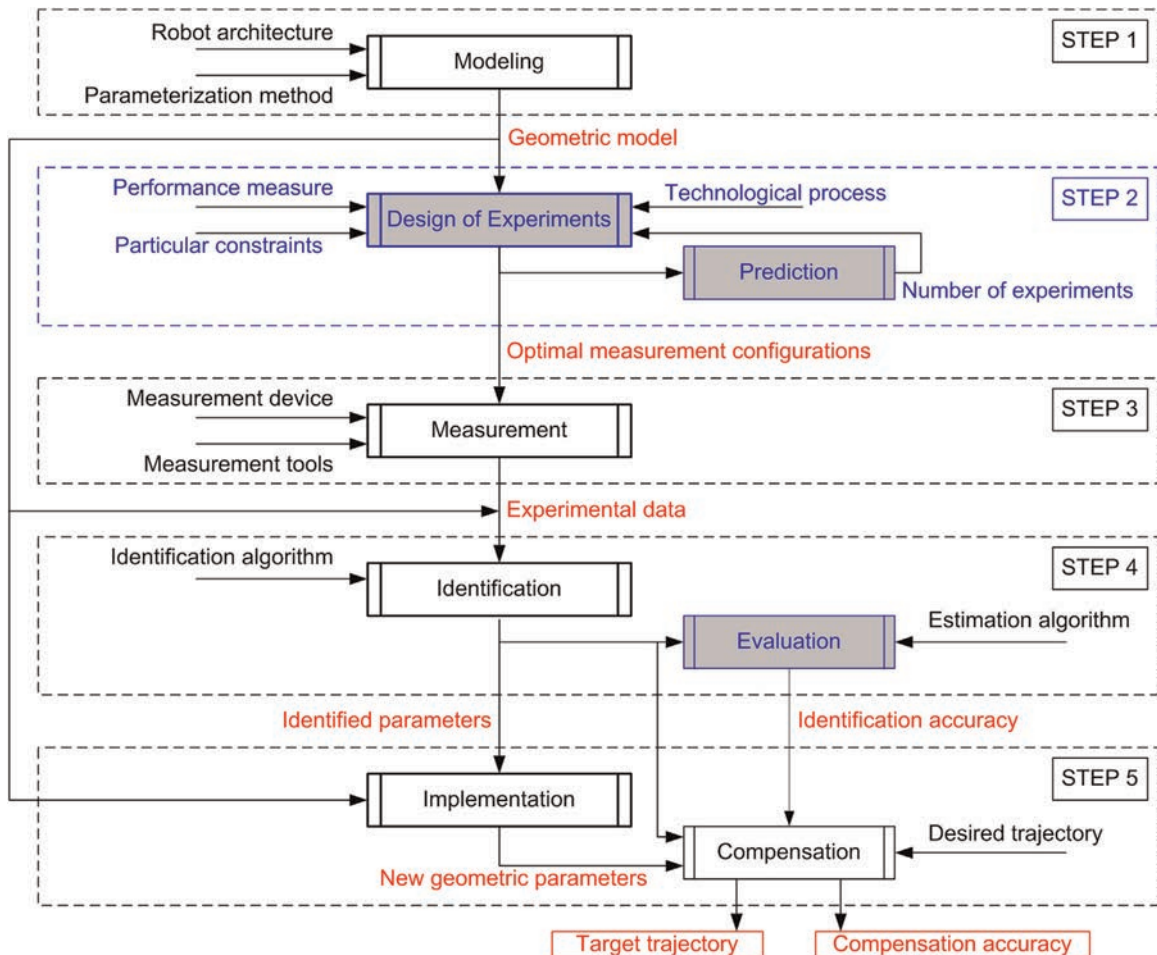 Robot architecture
Modeling
STEP 1
Parameterization method
Geometric model
Performance measure
Technological process
STEP 2
Design of Experiments
Particular constraints
Prediction
Number of experiments
Optimal measurement configurations
Measurement device
STEP 3
Measurement
Measurement tools
Experimental data
Identification algorithm
STEP 4
Identification
Estimation algorithm
Evaluation
Identified parameters
Identification accuracy
STEP 5
Implementation
Desired trajectory
Compensation
New geometric parameters
Target trajectory
Compensation accuracy